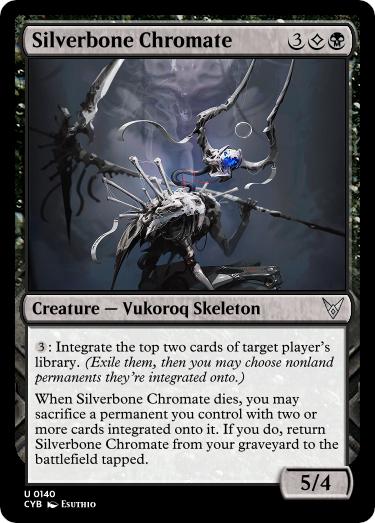 Silverbone Chromate 3
Creature — Vukoroq Skeleton
3: Integrate the top two cards of target player's
library. (Exile them, then you may choose nonland
permanents they're integrated onto.)
When Silverbone Chromate dies, you may
sacrifice a permanent you control with two or
more cards integrated onto it. If you do, return
Silverbone Chromate from your graveyard to the
battlefield tapped.
5/4
U 0140
CYB Esuthio